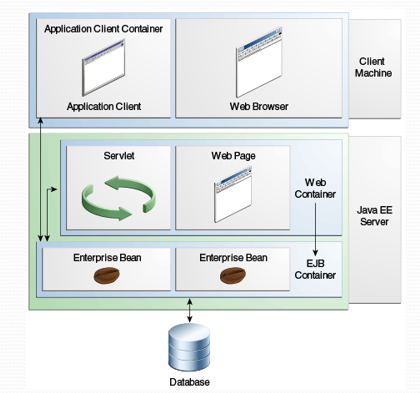 Application Client Container
Application Client
Web Browser
Client
Machine
Servlet
Web Page
Web
Container
Java EE
Server
Enterprise Bean
Enterprise Bean
EJB
Container
Database